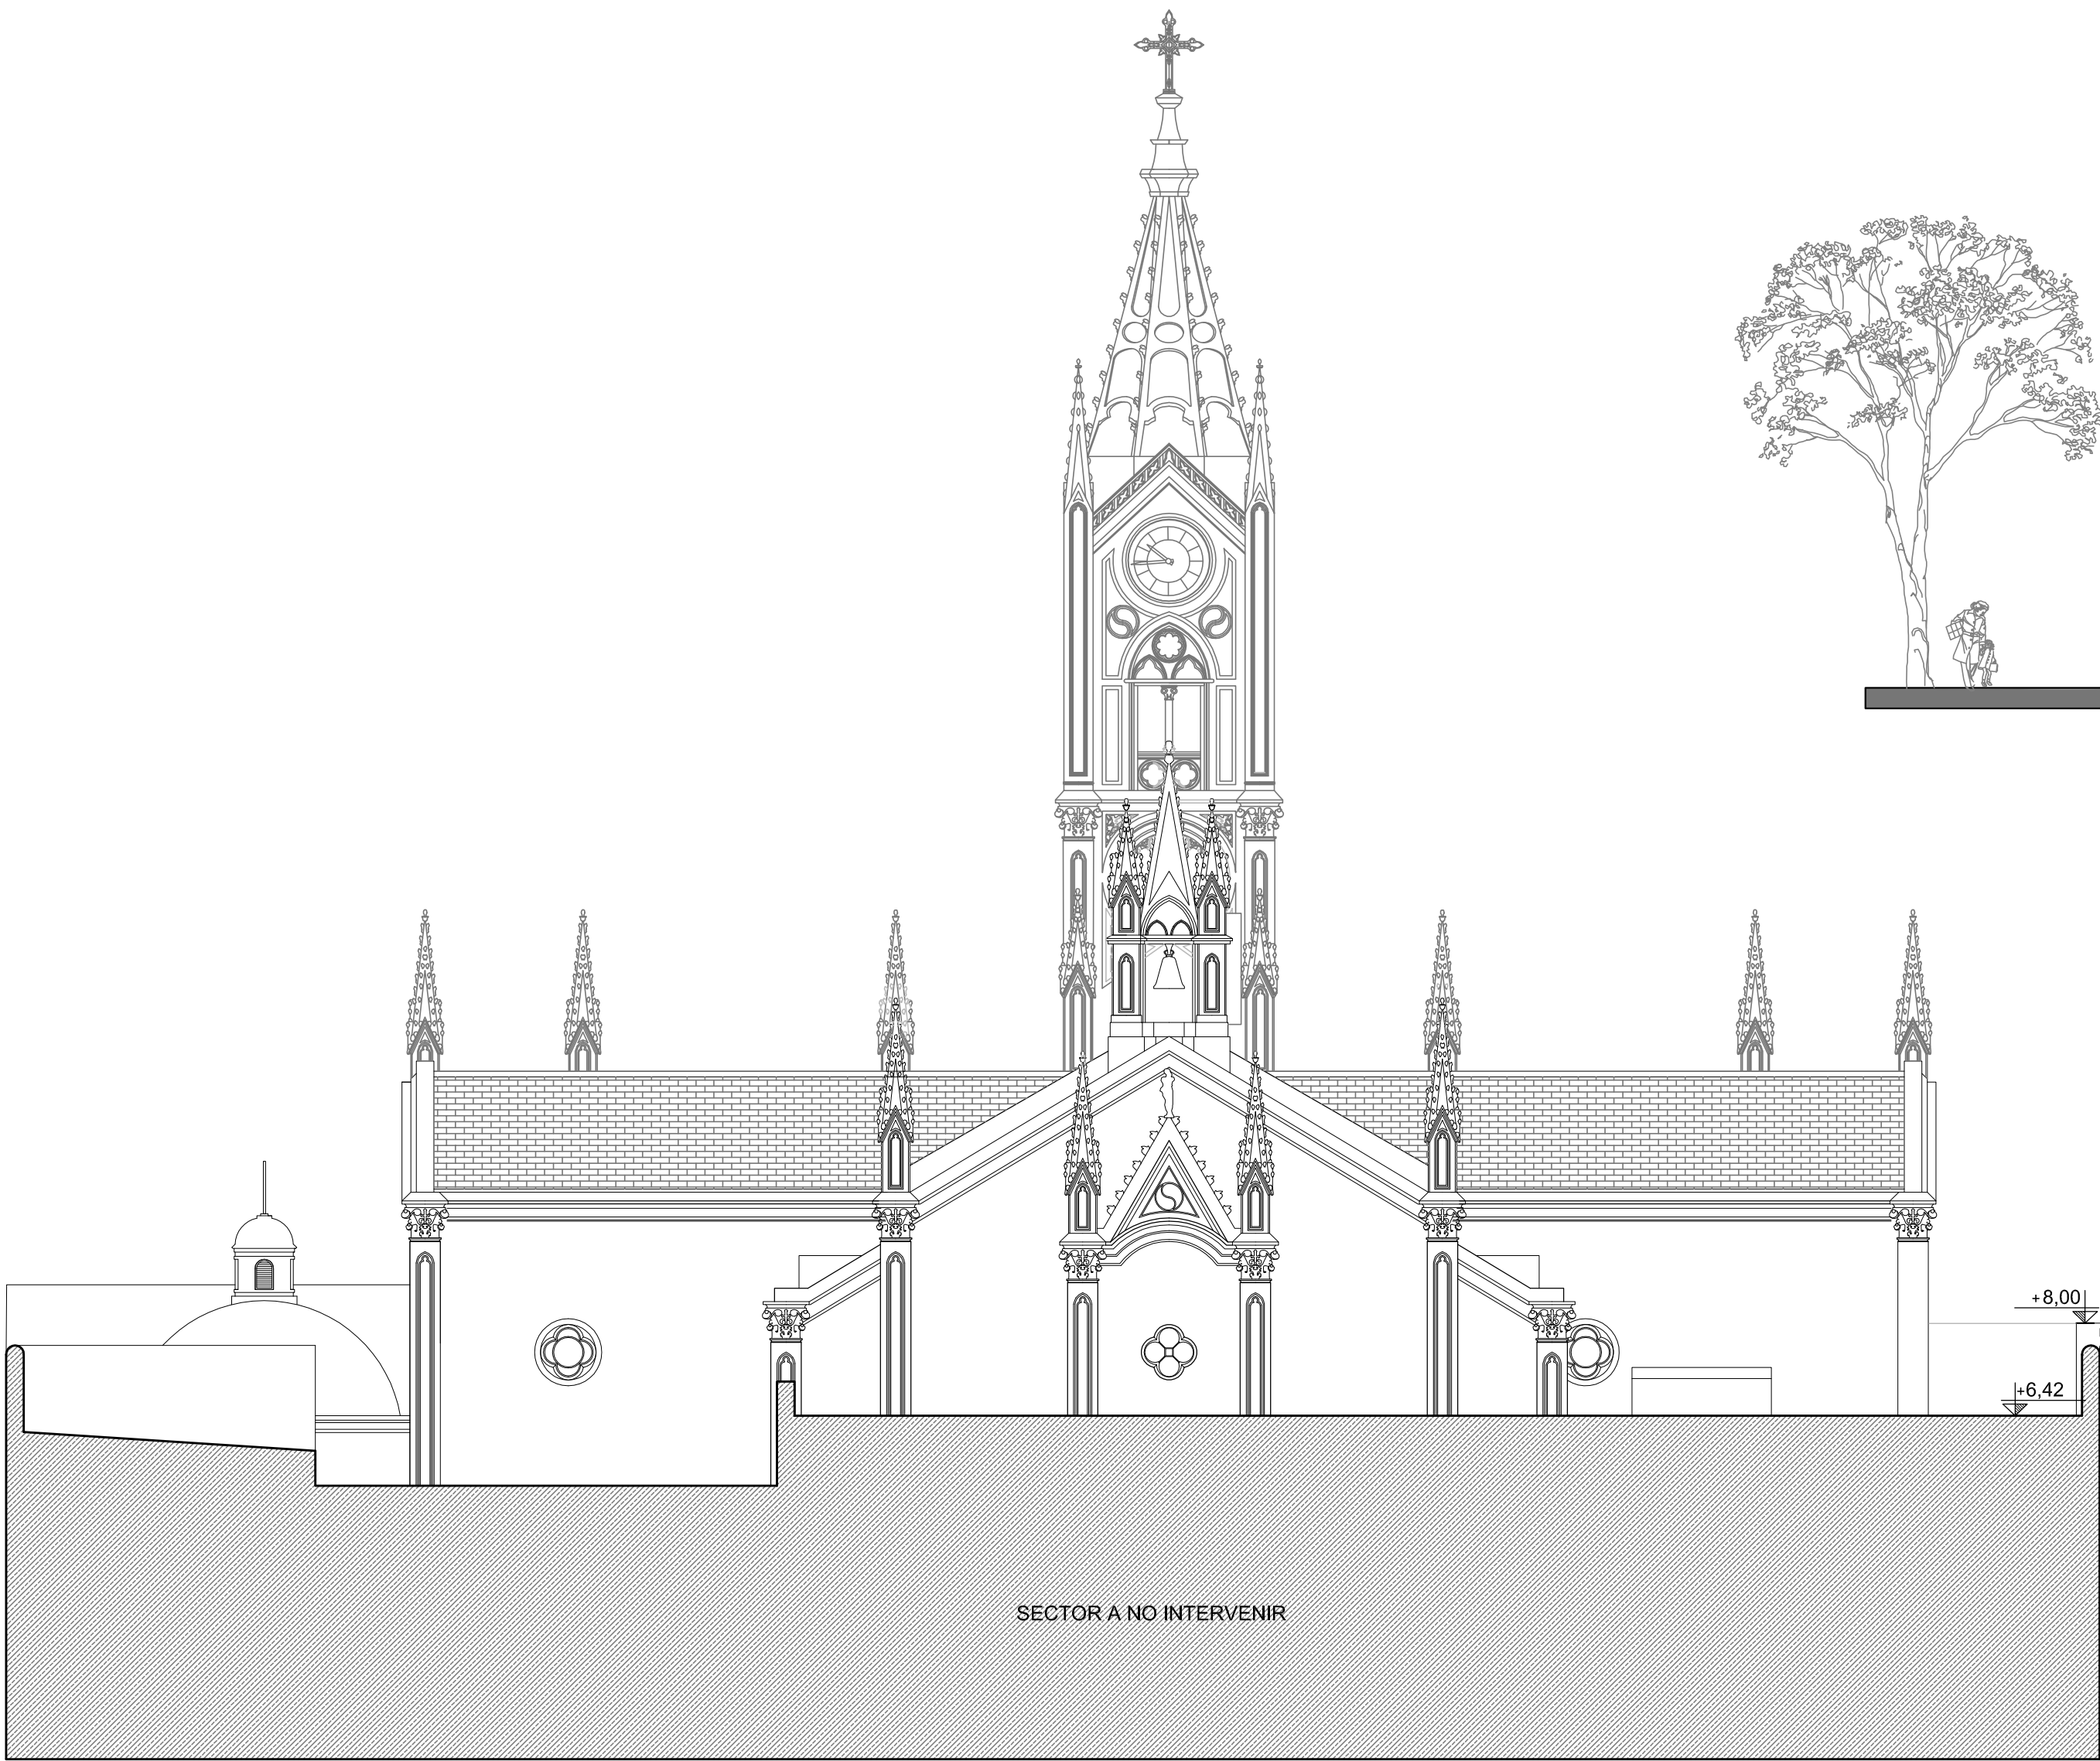 +8,00
+6,42
SECTOR A NO INTERVENIR